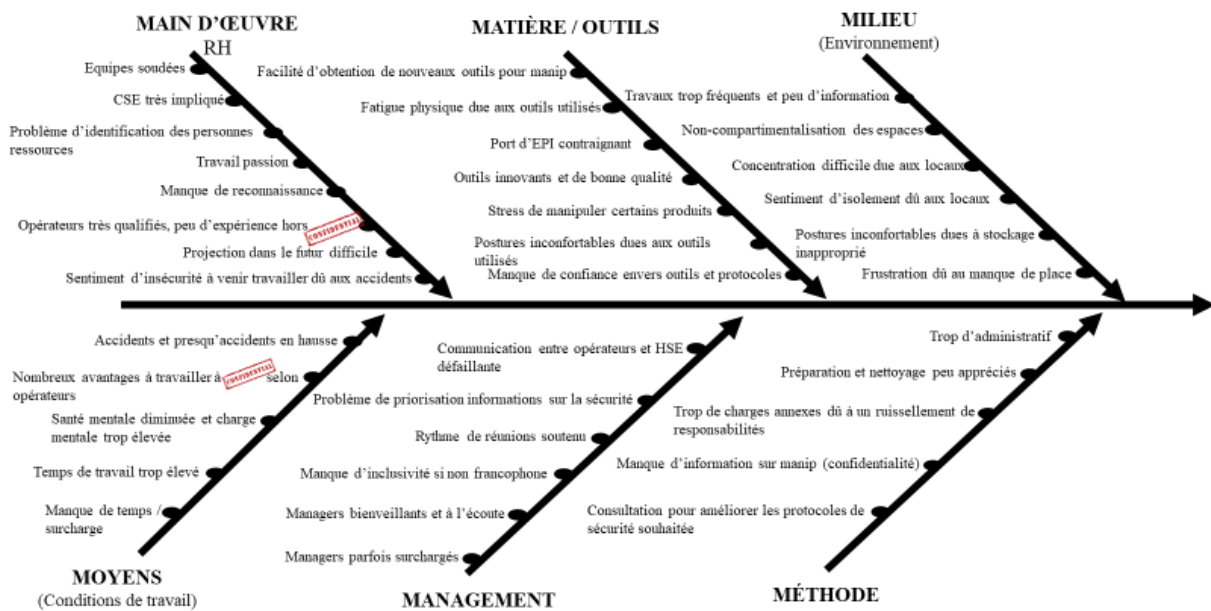 MAIN D’ŒUVRE
RH
Equipes soudées
CSE très impliqué
Problème d’identification des personnes
ressources
Travail passion
Manque de reconnaissance
Opérateurs très qualifiés, peu d’expérience hors
CONFIDENTIAL
Projection dans le futur difficile
Sentiment d’insécurité à venir travailler dû aux accidents
MATIÈRE / OUTILS
Facilité d’obtention de nouveaux outils pour manip
Fatigue physique due aux outils utilisés
Port d’EPI contraignant
Outils innovants et de bonne qualité
Stress de manipuler certains produits
Postures inconfortables dues aux outils
utilisés
Manque de confiance envers outils et protocoles
MILIEU
(Environnement)
Travaux trop fréquents et peu d’information
Non-compartimentalisation des espaces
Concentration difficile due aux locaux
Sentiment d’isolement dû aux locaux
Postures inconfortables dues à stockage
inapproprié
Frustration dû au manque de place
Accidents et presqu’accidents en hausse
Nombreux avantages à travailler à CONFIDENTIAL selon
opérateurs
Santé mentale diminuée et charge
mentale trop élevée
Temps de travail trop élevé
Manque de temps /
surcharge
MOYENS
(Conditions de travail)
Communication entre opérateurs et HSE
défaillante
Problème de priorisation informations sur la sécurité
Rythme de réunions soutenu
Manque d’inclusivité si non francophone
Managers bienveillants et à l’écoute
Managers parfois surchargés
MANAGEMENT
Trop d’administratif
Préparation et nettoyage peu appréciés
Trop de charges annexes dû à un ruissellement de
responsabilités
Manque d’information sur manip (confidentialité)
Consultation pour améliorer les protocoles de
sécurité souhaitée
MÉTHODE